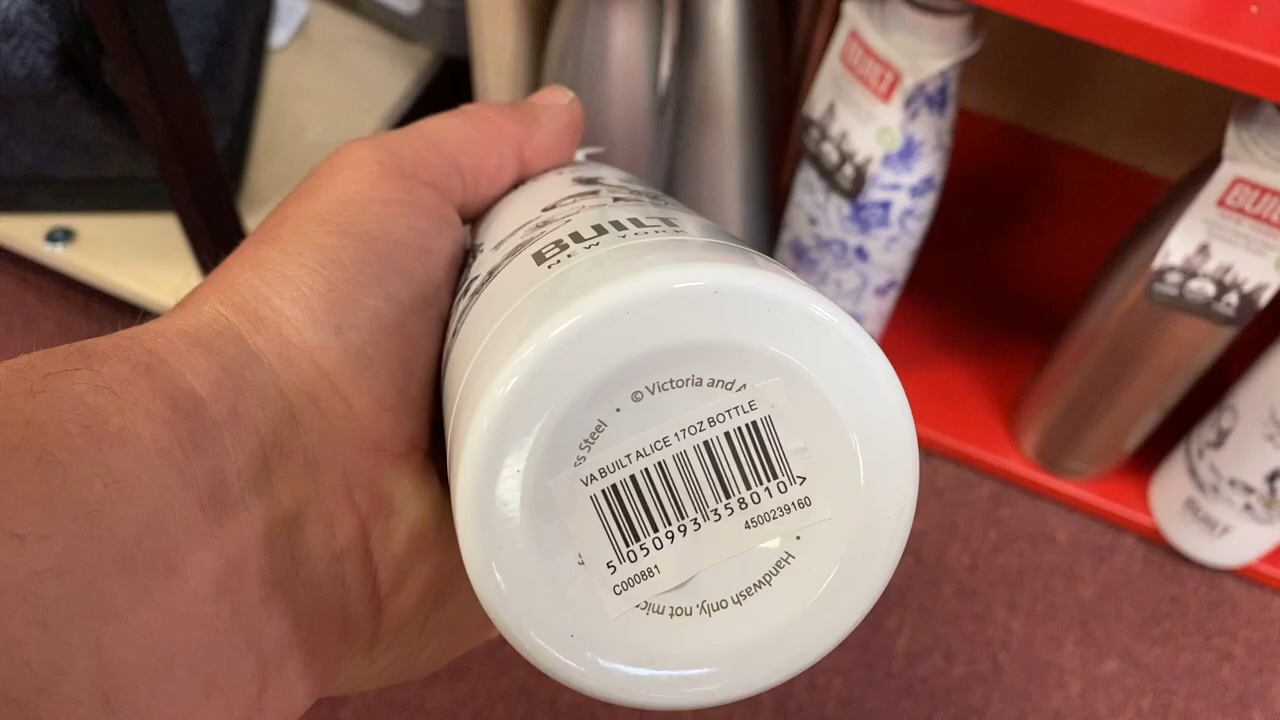 BUILT
NEW YORK
© Victoria and
Steel
VA BUILT ALICE 17OZ BOTTLE
5 050993 358010 >
4500239160
C000881
Handwash only, not
BUILT
BUILT